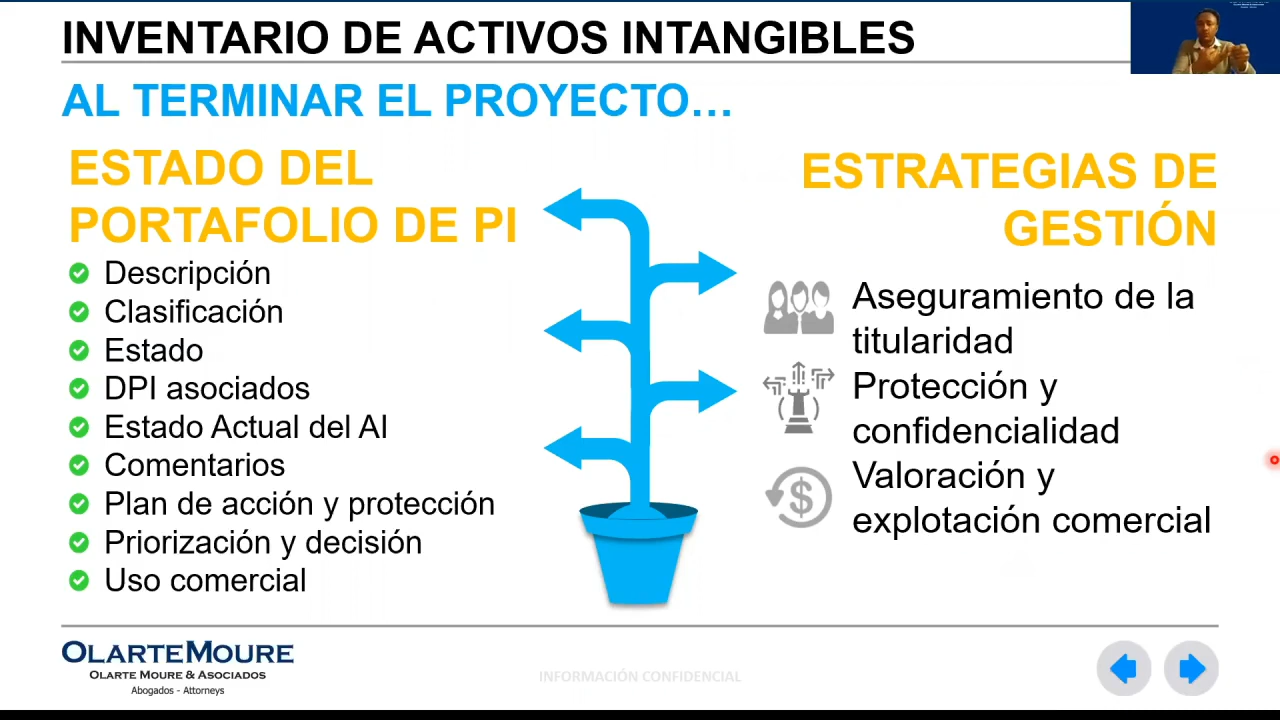 INVENTARIO DE ACTIVOS INTANGIBLES
AL TERMINAR EL PROYECTO...
ESTADO DEL
PORTAFOLIO DE PI
Descripción
Clasificación
Estado
DPI asociados
Estado Actual del AI
Comentarios
Plan de acción y protección
Priorización y decisión
Uso comercial
ESTRATEGIAS DE
GESTIÓN
Aseguramiento de la
titularidad
Protección y
confidencialidad
Valoración y
explotación comercial
$
OLARTEMOURE
OLARTE MOURE & ASOCIADOS
Abogados - Attorneys
INFORMACIÓN CONFIDENCIAL